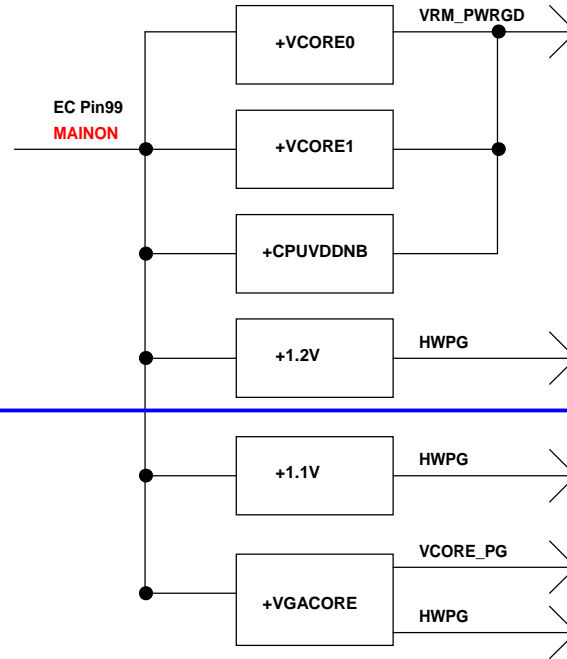 VRM_PWRGD
+VCORE0
EC Pin99
MAINON
+VCORE1
+CPUVDDNB
HWPG
+1.2V
HWPG
+1.1V
VCORE_PG
+VGACORE
HWPG